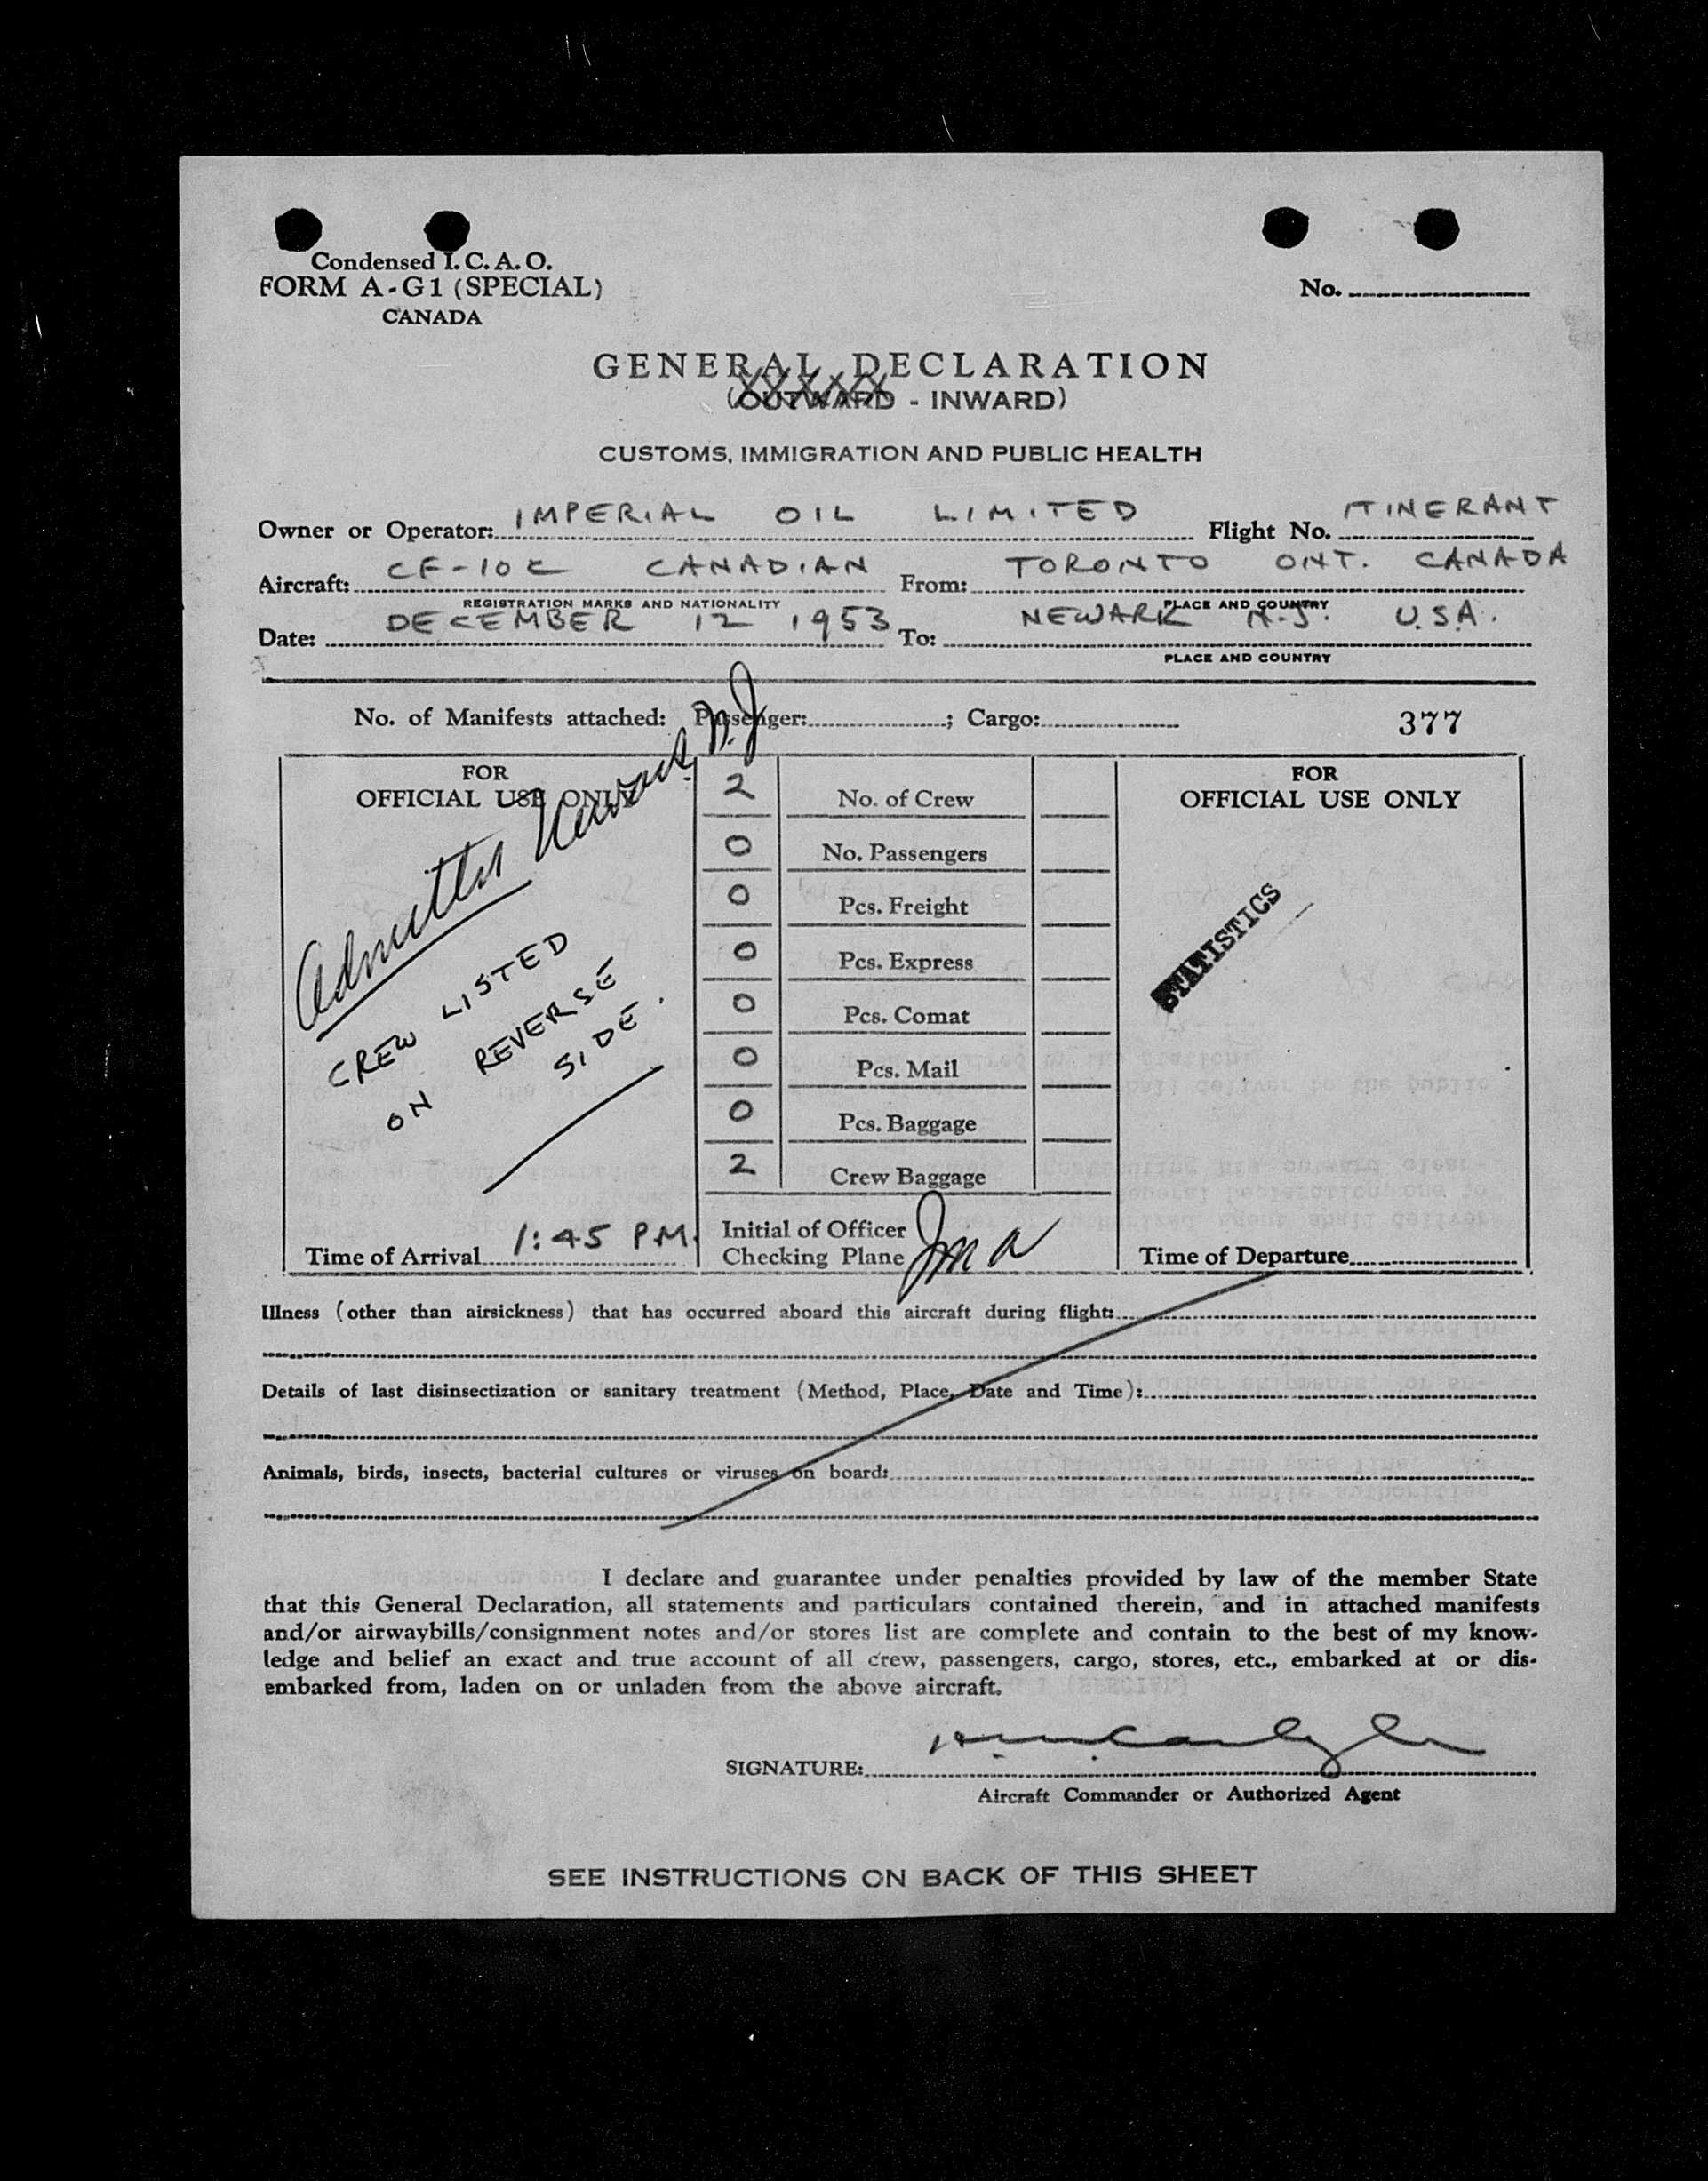 Condensed I.C.A.O.
FORM A-G1 (SPECIAL)
CANADA
No.
GENERAL DECLARATION
(OUTWARD - INWARD)
CUSTOMS, IMMIGRATION AND PUBLIC HEALTH
Owner or Operator: IMPERIAL OIL LIMITED Flight No. ITINERANT
Aircraft: CF-IOC CANADIAN From: TORONTO ONT. CANADA
REGISTRATION MARKS AND NATIONALITY PLACE AND COUNTRY
Date: DECEMBER 12 1953 To: NEWARK N.J. U.S.A.
PLACE AND COUNTRY
No. of Manifests attached: Passenger: ; Cargo: 377
FOR
OFFICIAL USE ONLY
Admitted Newark N.J.
CREW LISTED
ON REVERSE
SIDE.
Time of Arrival 1:45 PM.
2 No. of Crew
0 No. Passengers
0 Pcs. Freight
0 Pcs. Express
0 Pcs. Comat
0 Pcs. Mail
0 Pcs. Baggage
2 Crew Baggage
Initial of Officer
Checking Plane
FOR
OFFICIAL USE ONLY
STATISTICS
Time of Departure
Illness (other than airsickness) that has occurred aboard this aircraft during flight:
Details of last disinsectization or sanitary treatment (Method, Place, Date and Time):
Animals, birds, insects, bacterial cultures or viruses on board:
I declare and guarantee under penalties provided by law of the member State
that this General Declaration, all statements and particulars contained therein, and in attached manifests
and/or airwaybills/consignment notes and/or stores list are complete and contain to the best of my know-
ledge and belief an exact and true account of all crew, passengers, cargo, stores, etc., embarked at or dis-
embarked from, laden on or unladen from the above aircraft.
SIGNATURE:
Aircraft Commander or Authorized Agent
SEE INSTRUCTIONS ON BACK OF THIS SHEET